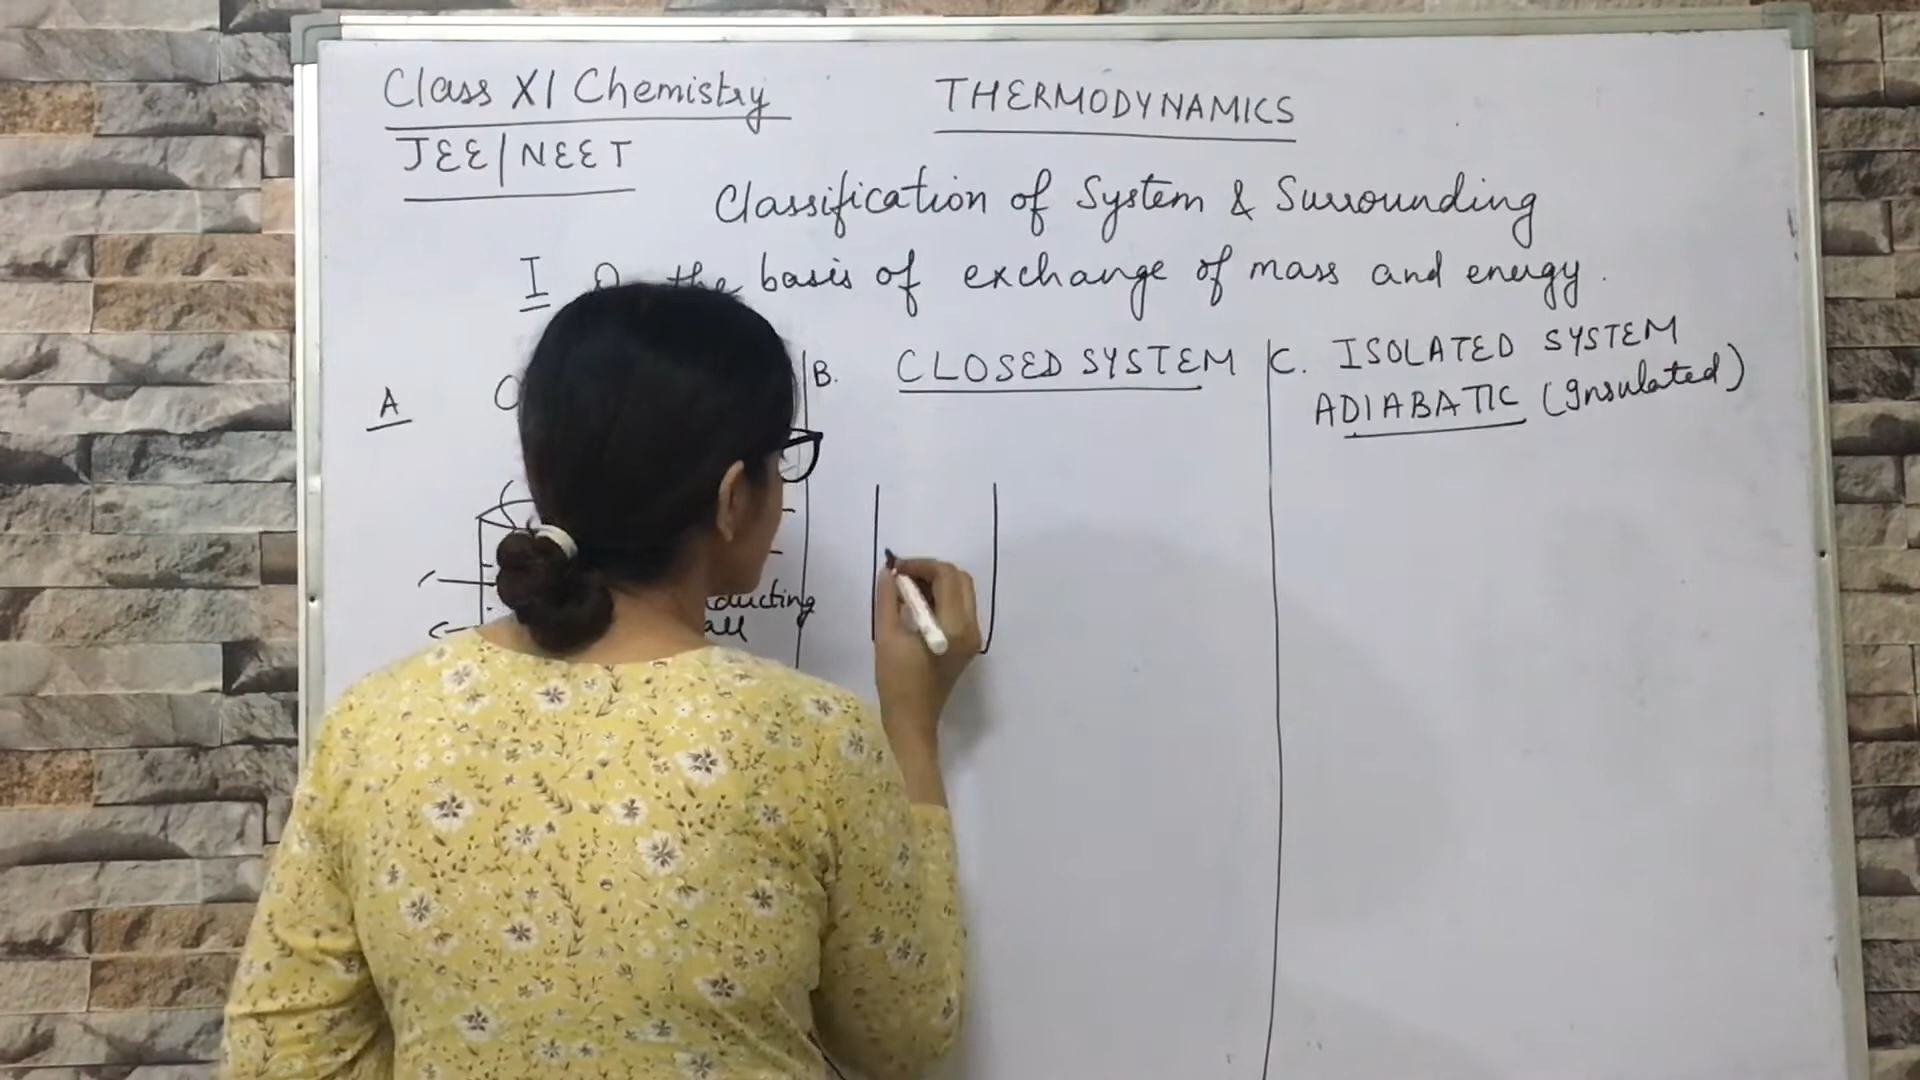 Class XI Chemistry
THERMODYNAMICS
JEE/NEET
Classification of System & Surrounding
I the basis of exchange of mass and energy.
A
B. CLOSED SYSTEM
C. ISOLATED SYSTEM
ADIABATIC (Insulated)